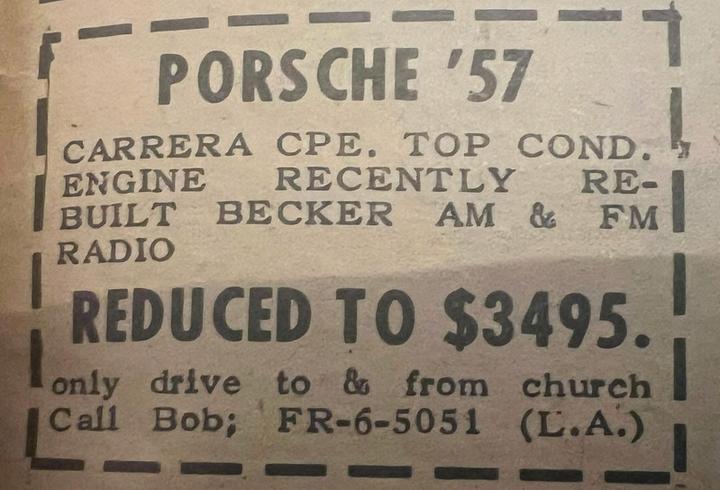 PORSCHE '57
CARRERA CPE. TOP COND.
ENGINE RECENTLY RE-
BUILT BECKER AM & FM
RADIO
REDUCED TO $3495.
only drive to & from church
Call Bob; FR-6-5051 (L.A.)